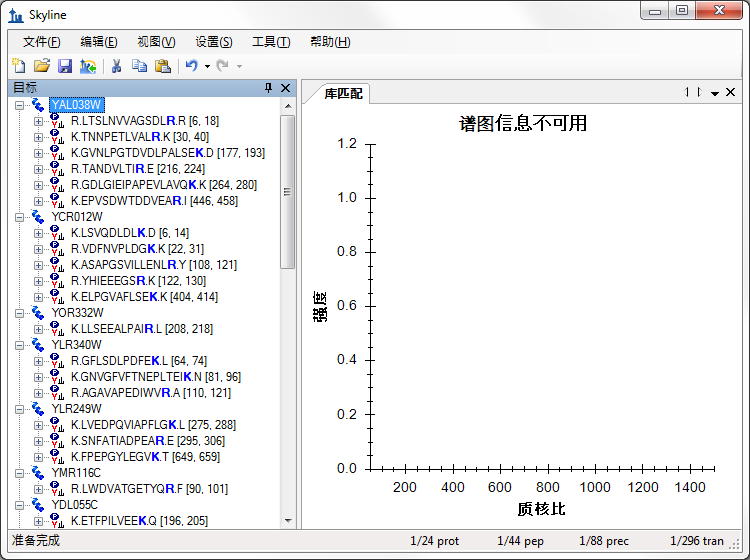 Skyline
文件(F) 编辑(E) 视图(V) 设置(S) 工具(T) 帮助(H)
目标
YAL038W
R.LTSLNVVAGSDLR.R [6, 18]
K.TNNPETLVALR.K [30, 40]
K.GVNLPGTDVDLPALSEK.D [177, 193]
R.TANDVLTIR.E [216, 224]
R.GDLGIEIPAPEVLAVQK.K [264, 280]
K.EPVSDWTDDVEAR.I [446, 458]
YCR012W
K.LSVQDLDLK.D [6, 14]
R.VDFNVPLDGK.K [22, 31]
K.ASAPGSVILLENLR.Y [108, 121]
R.YHIEEEGSR.K [122, 130]
K.ELPGVAFLSEK.K [404, 414]
YOR332W
K.LLSEEALPAIR.L [208, 218]
YLR340W
R.GFLSDLPDFEK.L [64, 74]
K.GNVGFVFTNEPLTEIK.N [81, 96]
R.AGAVAPEDIWVR.A [110, 121]
YLR249W
K.LVEDPQVIAPFLGK.L [275, 288]
K.SNFATIADPEAR.E [295, 306]
K.FPEPGYLEGVK.T [649, 659]
YMR116C
R.LWDVATGETYQR.F [90, 101]
YDL055C
K.ETFPILVEEK.Q [196, 205]
库匹配
谱图信息不可用
强度
1.2
1.0
0.8
0.6
0.4
0.2
0.0
200 400 600 800 1000 1200 1400
质核比
准备完成 1/24 prot 1/44 pep 1/88 prec 1/296 tran